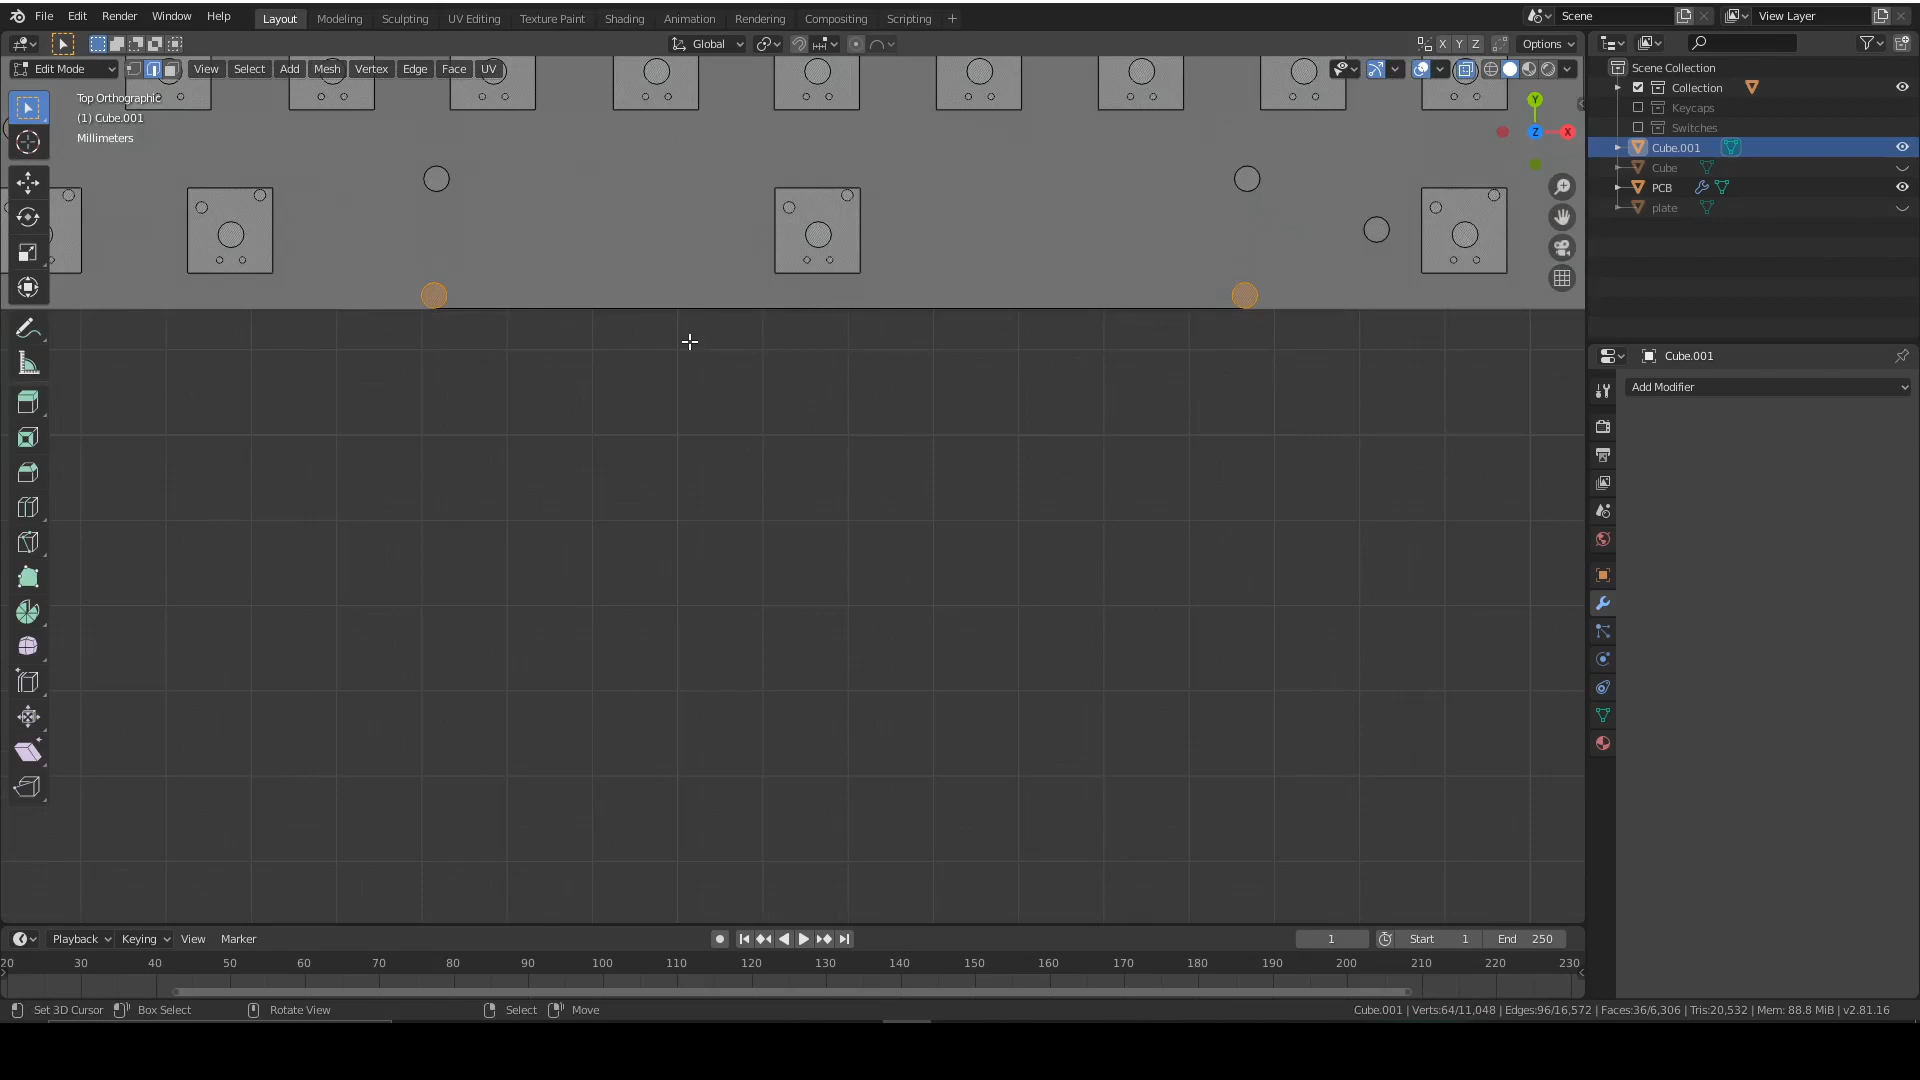 File Edit Render Window Help Layout Modeling Sculpting UV Editing Texture Paint Shading Animation Rendering Compositing Scripting + Scene View Layer
Global X Y Z Options
Edit Mode View Select Add Mesh Vertex Edge Face UV
Top Orthographic
(1) Cube.001
Millimeters
Y
Z X
Scene Collection
Collection
Keycaps
Switches
Cube.001
Cube
PCB
plate
Cube.001
Add Modifier
Playback Keying View Marker 1 Start 1 End 250
20 30 40 50 60 70 80 90 100 110 120 130 140 150 160 170 180 190 200 210 220 230
Set 3D Cursor Box Select Rotate View Select Move Cube.001 | Verts:64/11,048 | Edges:96/16,572 | Faces:36/6,306 | Tris:20,532 | Mem: 88.8 MiB | v2.81.16